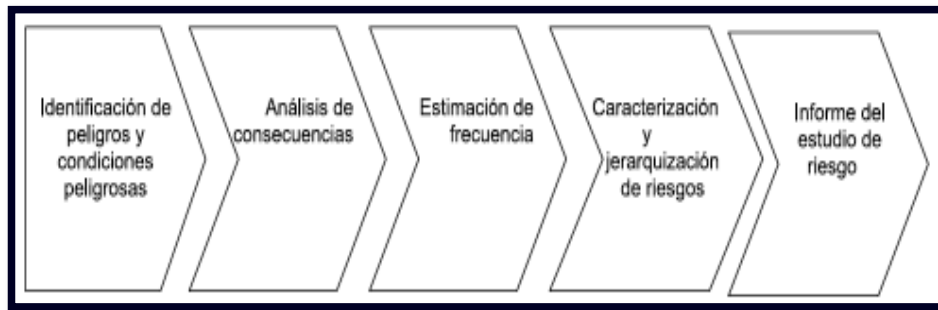 Identificación de
peligros y
condiciones
peligrosas
Análisis de
consecuencias
Estimación de
frecuencia
Caracterización
y
jerarquización
de riesgos
Informe del
estudio de
riesgo